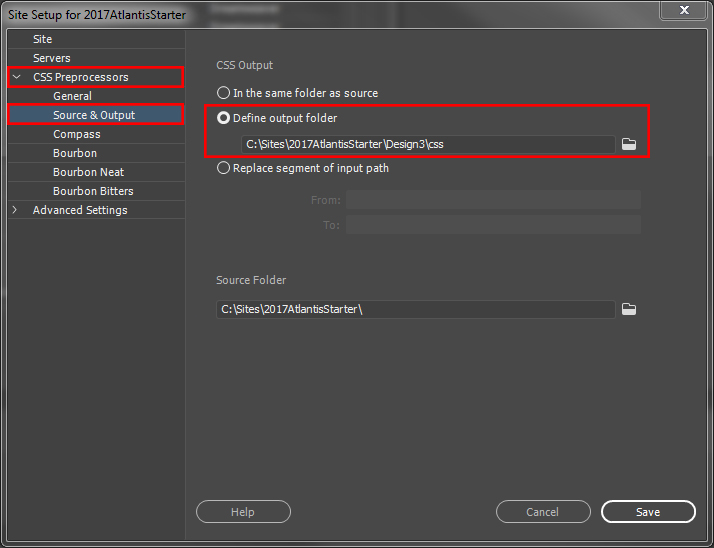 Site Setup for 2017AtlantisStarter
X
Site
Servers
CSS Preprocessors
General
Source & Output
Compass
Bourbon
Bourbon Neat
Bourbon Bitters
Advanced Settings
CSS Output
In the same folder as source
Define output folder
C:\Sites\2017AtlantisStarter\Design3\css
Replace segment of input path
From:
To:
Source Folder
C:\Sites\2017AtlantisStarter\
Help
Cancel
Save